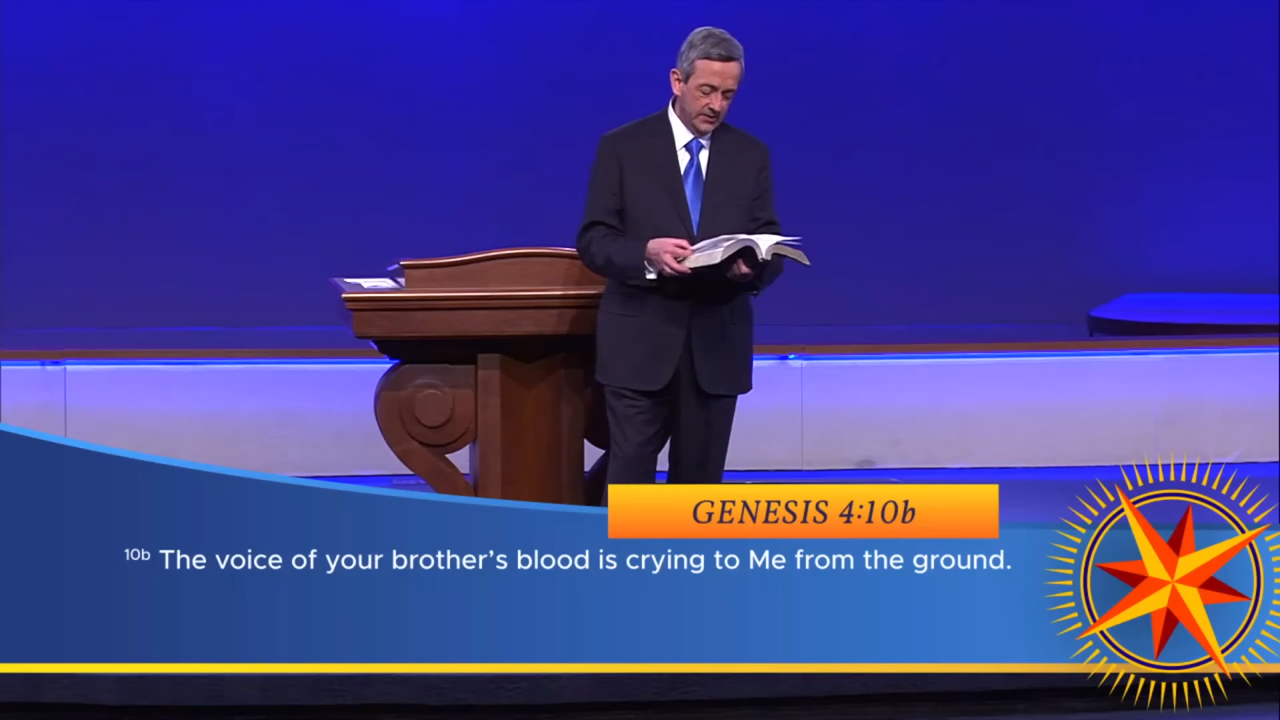 GENESIS 4:10b
10b The voice of your brother’s blood is crying to Me from the ground.